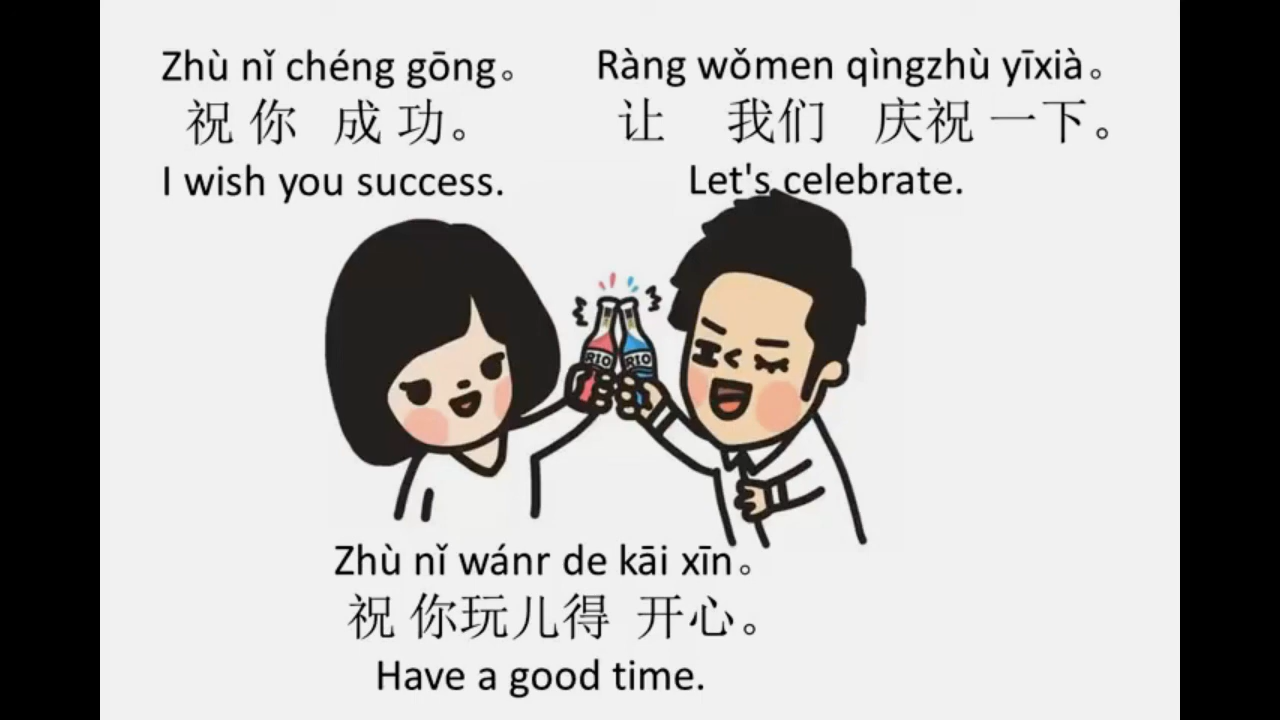 Zhù nǐ chéng gōng。
祝 你 成 功。
I wish you success.
Ràng wǒmen qìngzhù yīxià。
让 我们 庆祝 一下。
Let's celebrate.
RIO RIO
Zhù nǐ wánr de kāi xīn。
祝 你玩儿得 开心。
Have a good time.